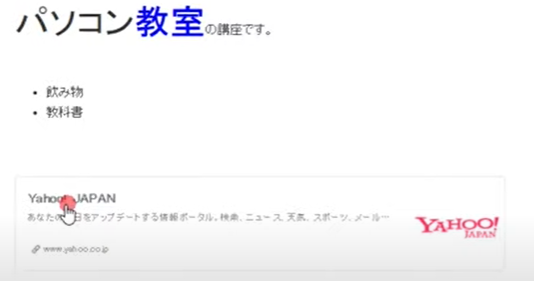 パソコン教室の講座です。
飲み物
教科書
Yahoo! JAPAN
あなたの 日をアップデートする情報ポータル。検索、ニュース、天気、スポーツ、メール…
www.yahoo.co.jp
YAHOO!
JAPAN